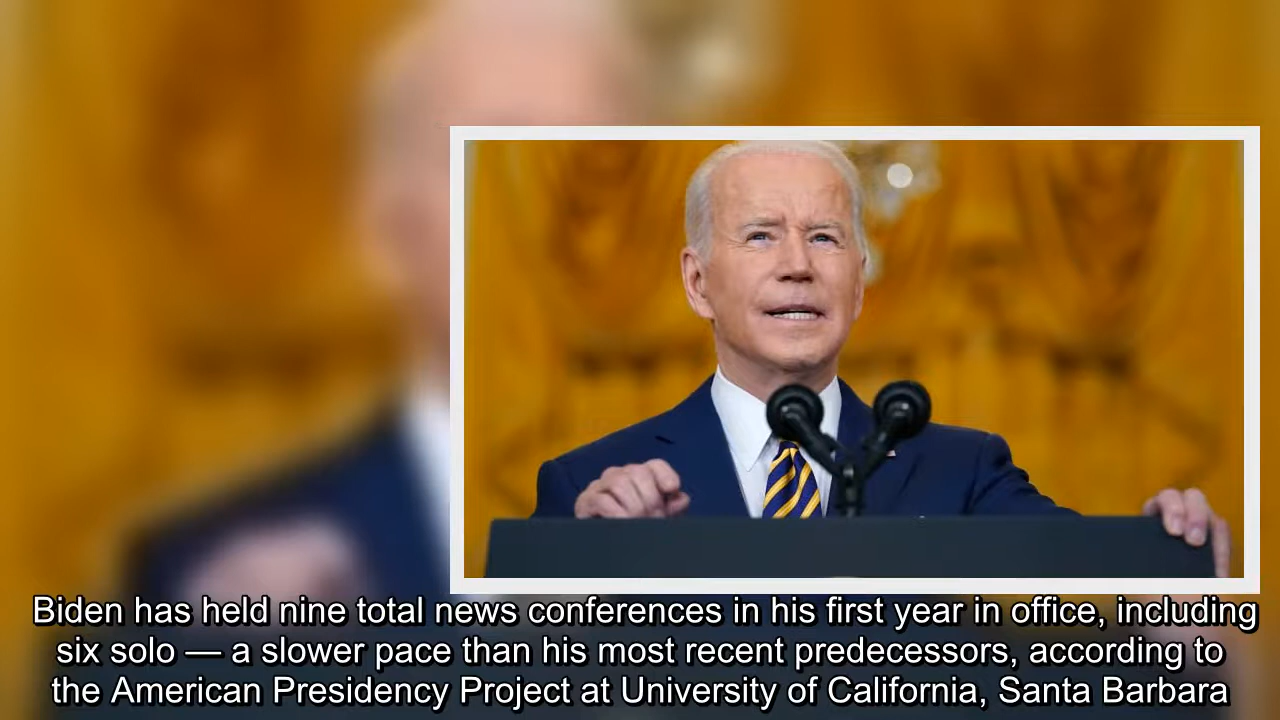 Biden has held nine total news conferences in his first year in office, including
six solo — a slower pace than his most recent predecessors, according to
the American Presidency Project at University of California, Santa Barbara